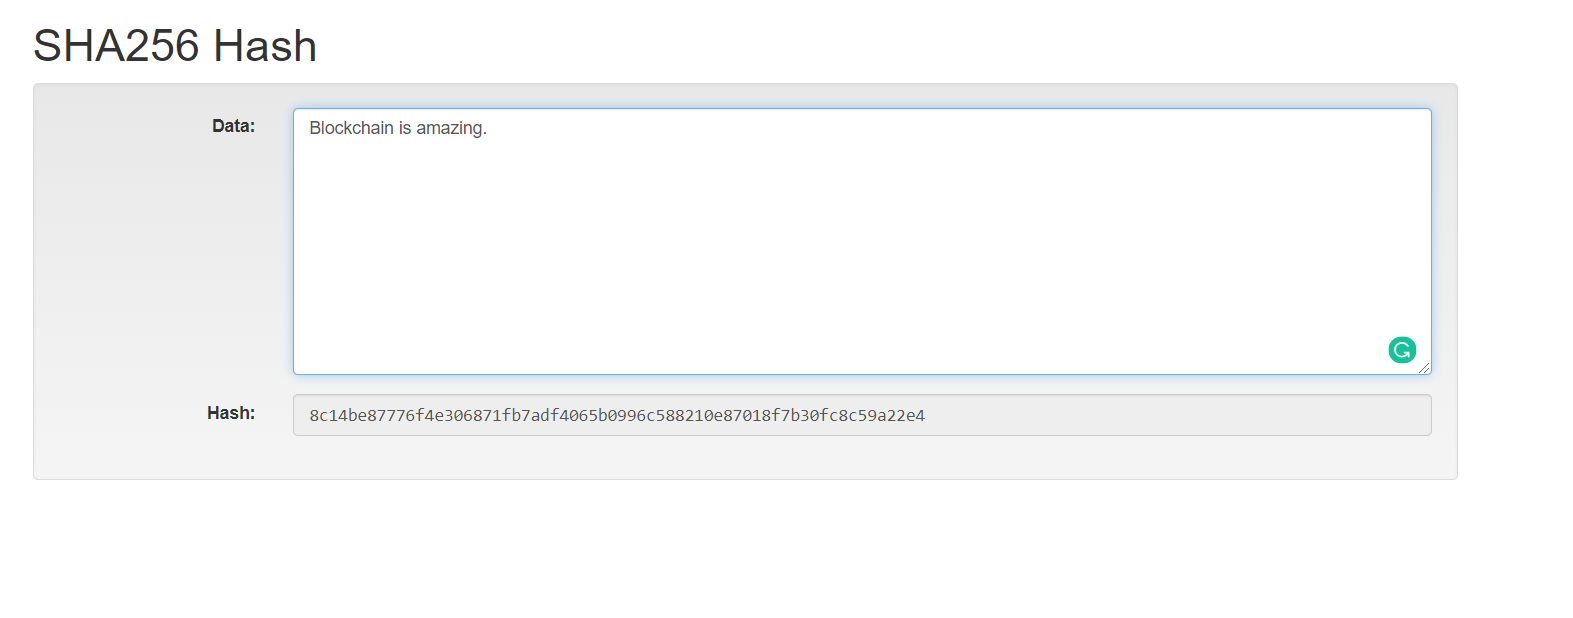 SHA256 Hash
Data:
Blockchain is amazing.
Hash:
8c14be87776f4e306871fb7adf4065b0996c588210e87018f7b30fc8c59a22e4